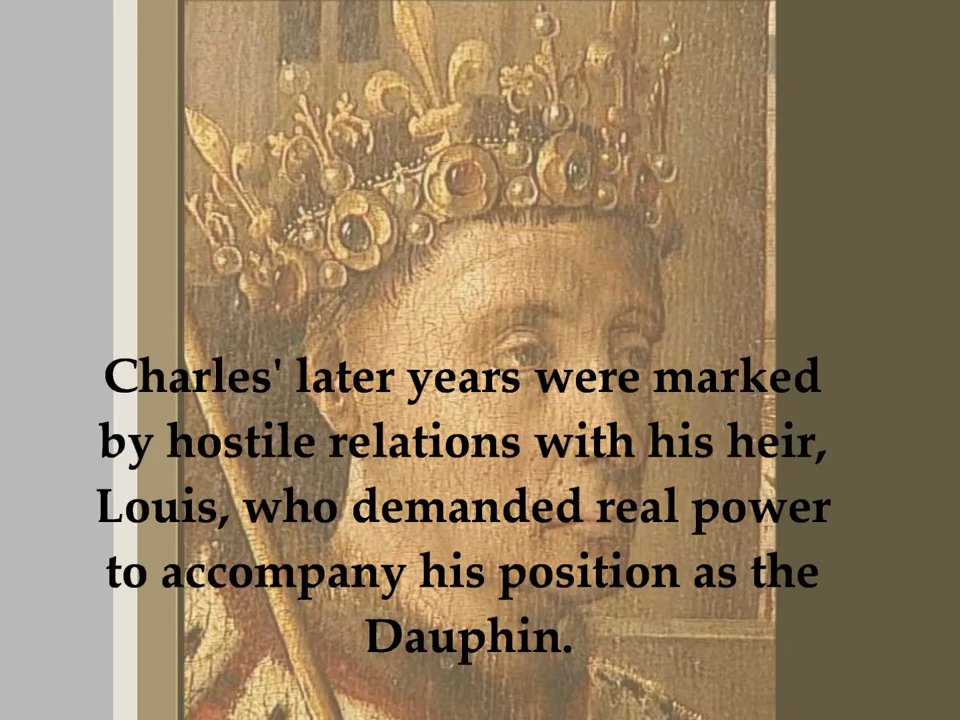 Charles' later years were marked
by hostile relations with his heir,
Louis, who demanded real power
to accompany his position as the
Dauphin.